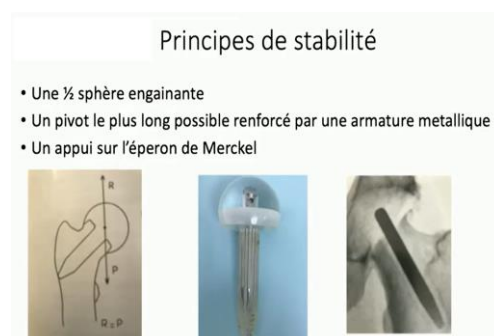 Principes de stabilité
• Une ½ sphère engainante
• Un pivot le plus long possible renforcé par une armature metallique
• Un appui sur l'éperon de Merckel
R
P
R=P